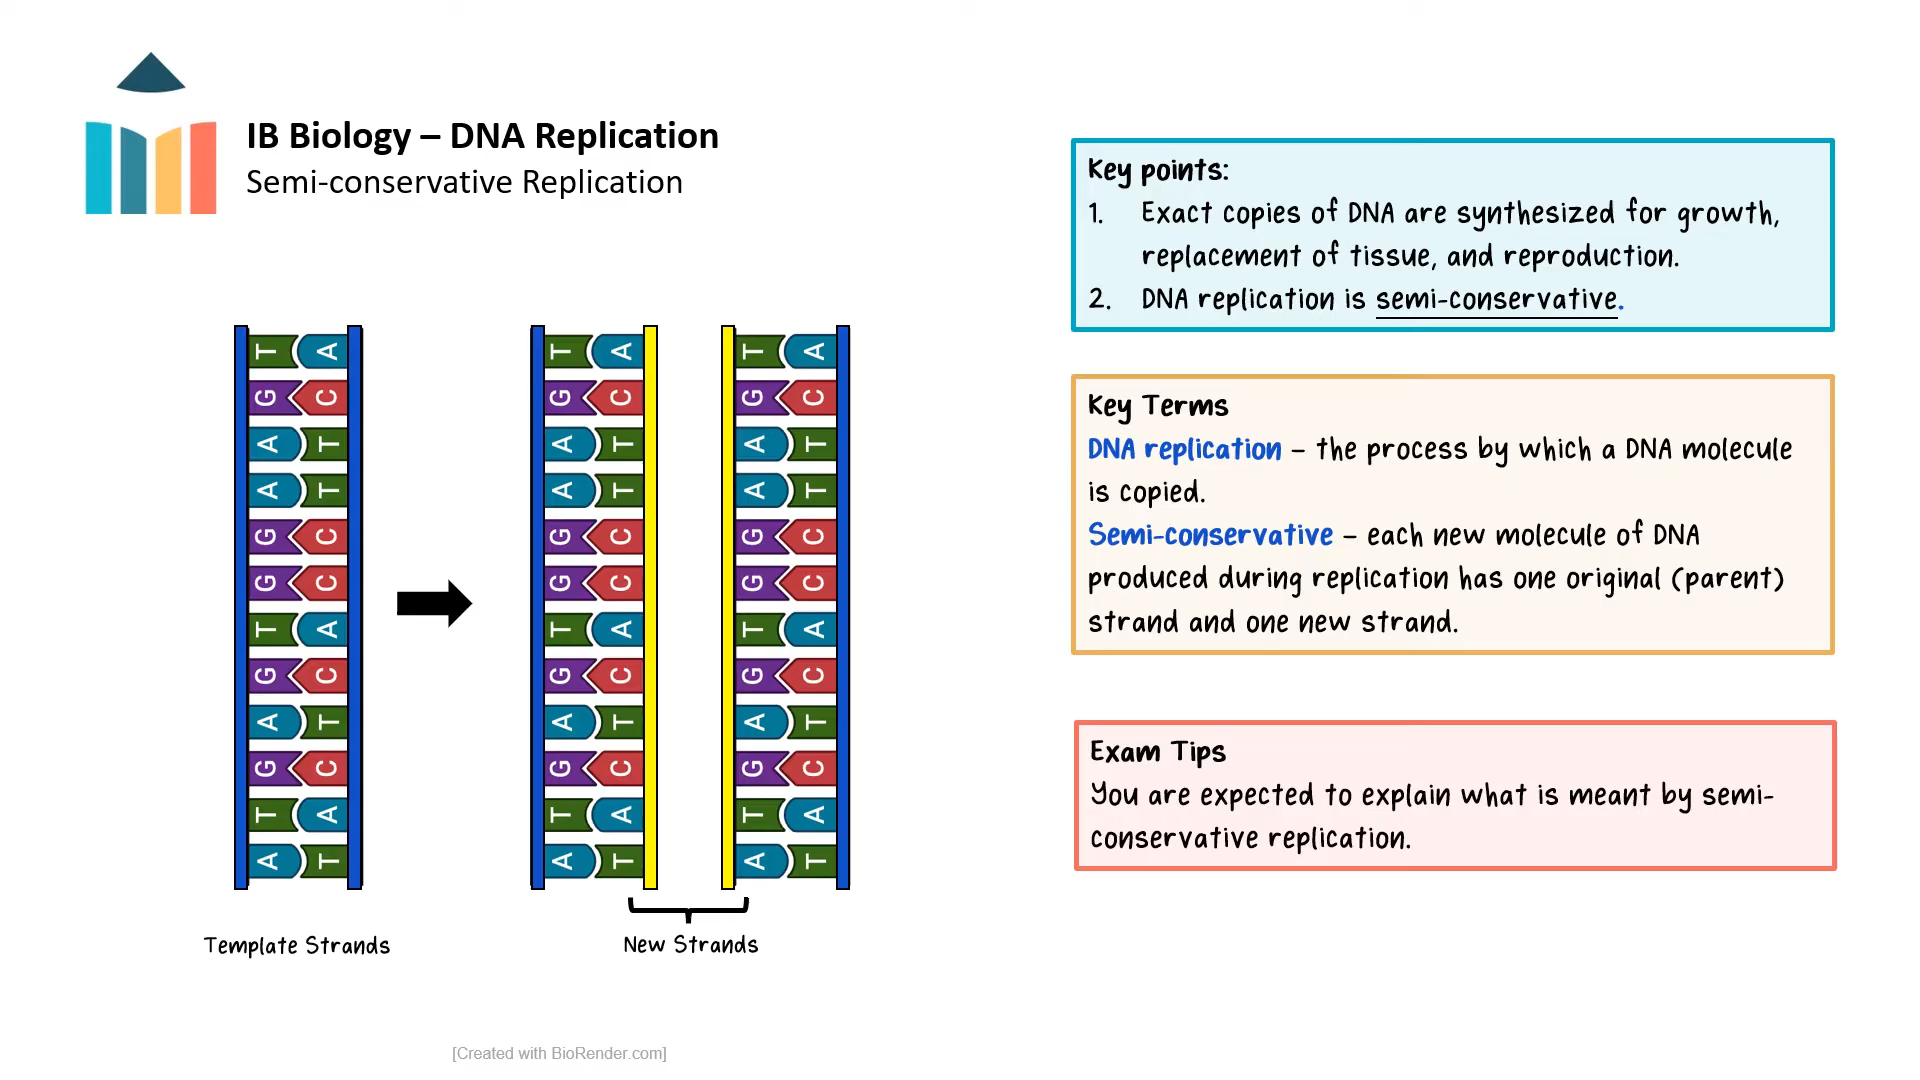 IB Biology – DNA Replication
Semi-conservative Replication
Key points:
1. Exact copies of DNA are synthesized for growth,
replacement of tissue, and reproduction.
2. DNA replication is semi-conservative.
Key Terms
DNA replication – the process by which a DNA molecule
is copied.
Semi-conservative – each new molecule of DNA
produced during replication has one original (parent)
strand and one new strand.
Exam Tips
You are expected to explain what is meant by semi-
conservative replication.
T A T A T A
G C G C G C
A T A T A T
A T A T A T
G C G C G C
G C G C G C
T A T A T A
G C G C G C
A T A T A T
G C G C G C
T A T A T A
A T A T A T
Template Strands
New Strands
[Created with BioRender.com]